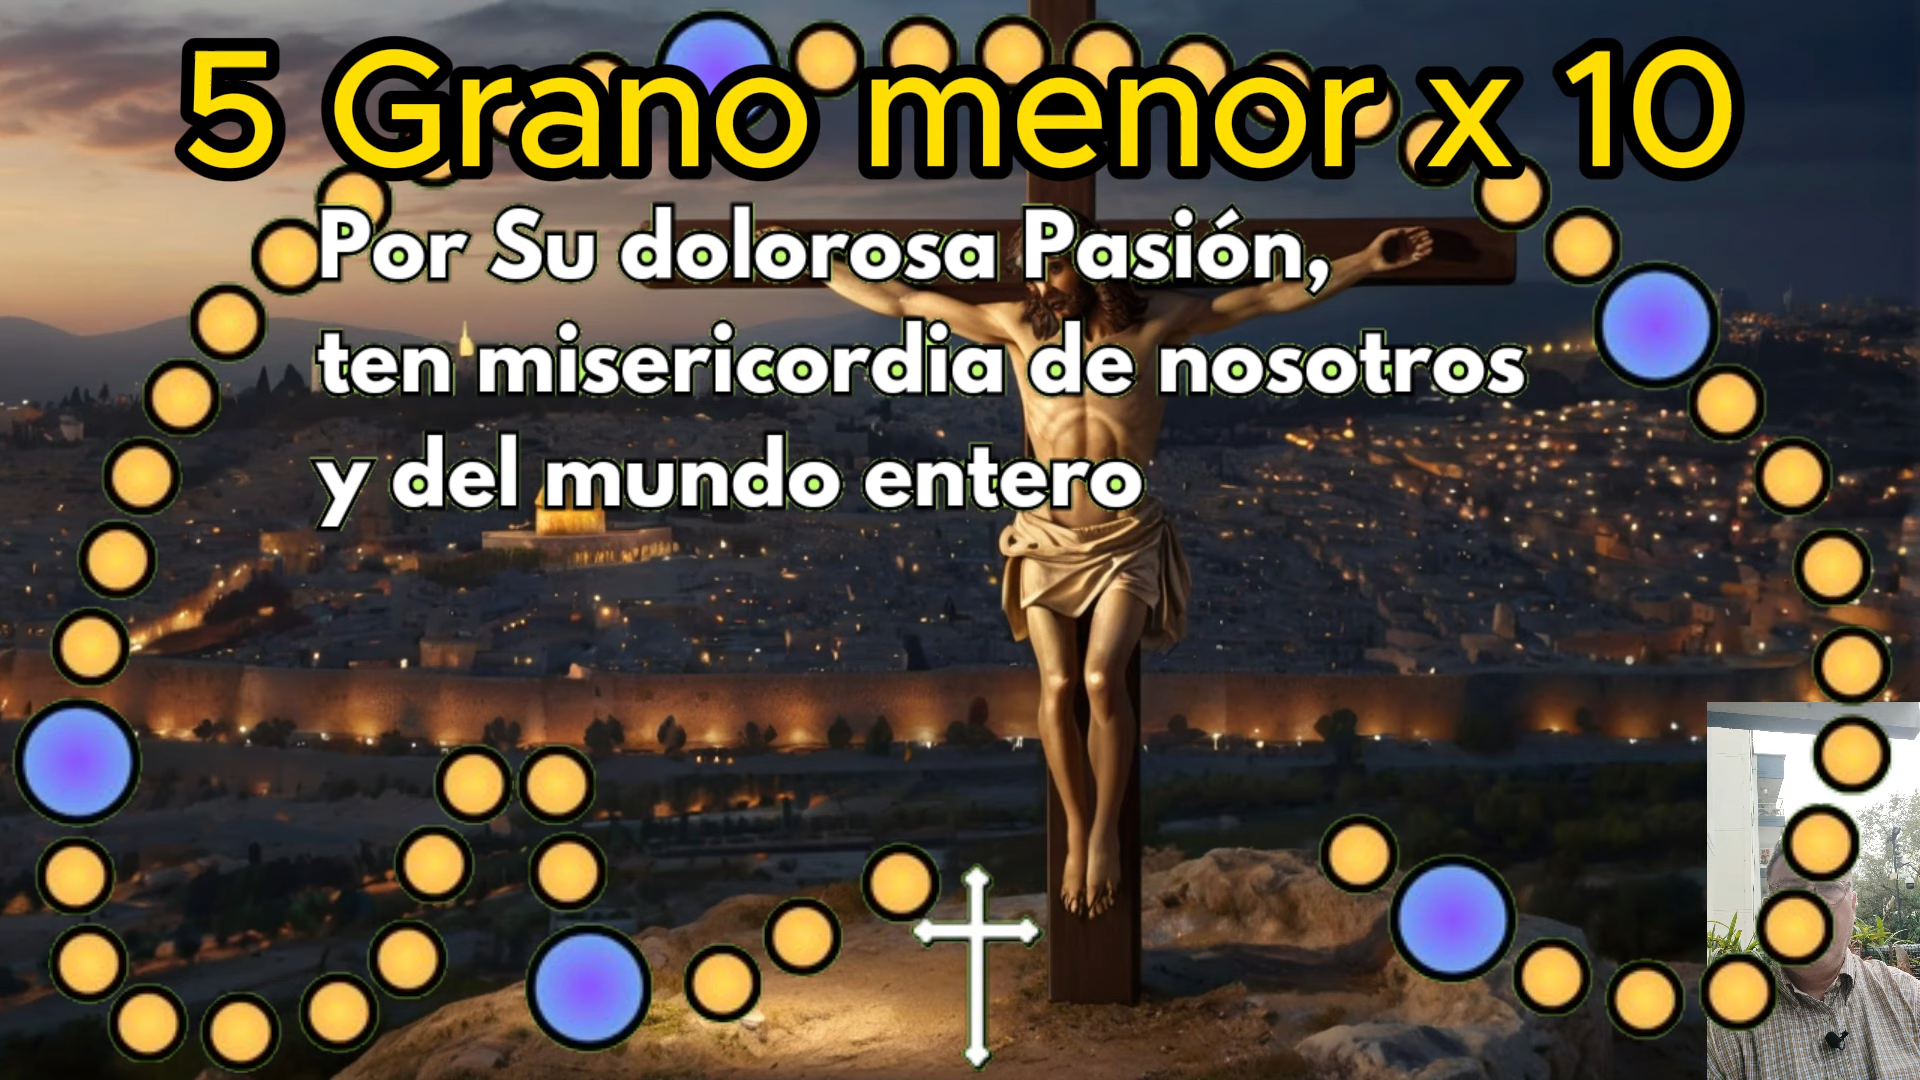 5 Grano menor x 10
Por Su dolorosa Pasión,
ten misericordia de nosotros
y del mundo entero